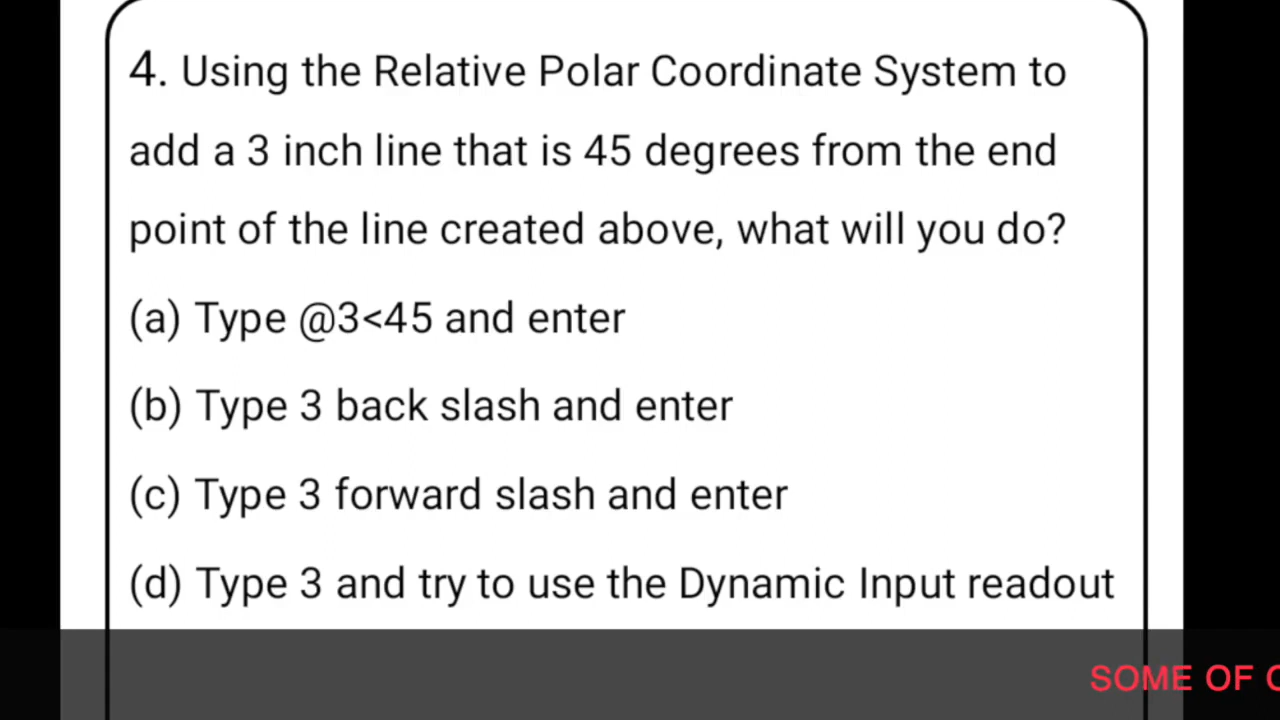 4. Using the Relative Polar Coordinate System to
add a 3 inch line that is 45 degrees from the end
point of the line created above, what will you do?
(a) Type @3<45 and enter
(b) Type 3 back slash and enter
(c) Type 3 forward slash and enter
(d) Type 3 and try to use the Dynamic Input readout
SOME OF